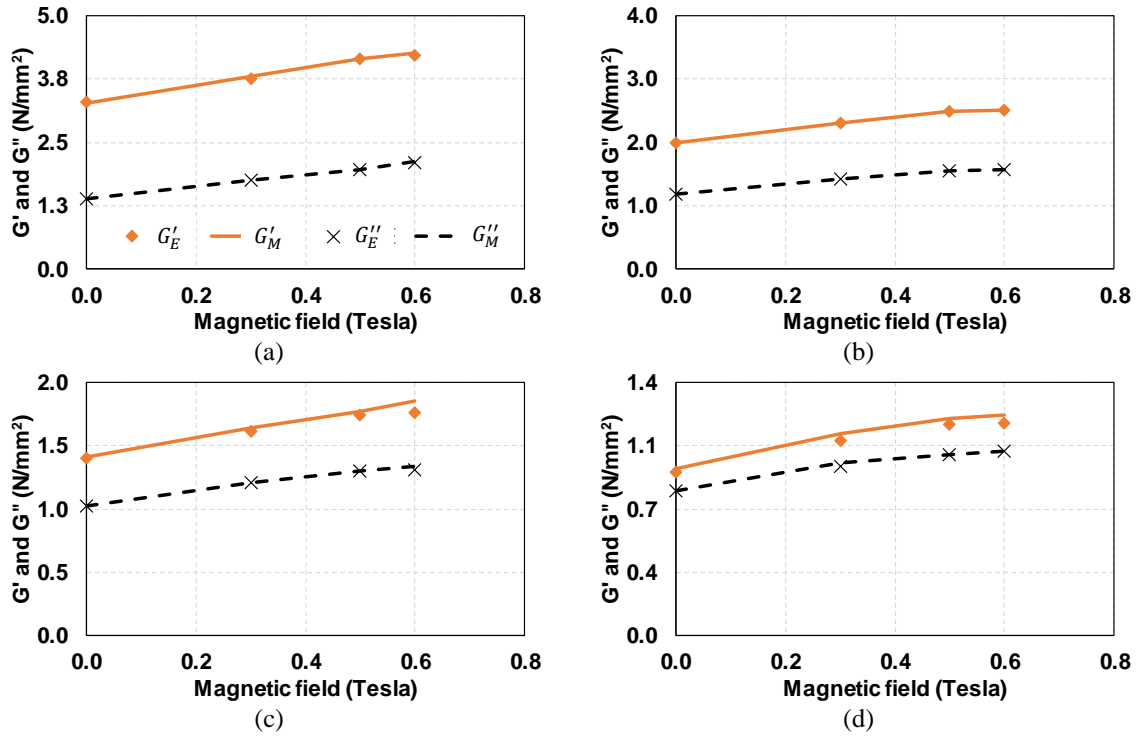 G' and G" (N/mm²)
5.0
3.8
2.5
1.3
0.0
0.0 0.2 0.4 0.6 0.8
Magnetic field (Tesla)
G′E G′M G′′E G′′M
(a)
G' and G" (N/mm²)
4.0
3.0
2.0
1.0
0.0
0.0 0.2 0.4 0.6 0.8
Magnetic field (Tesla)
(b)
G' and G" (N/mm²)
2.0
1.5
1.0
0.5
0.0
0.0 0.2 0.4 0.6 0.8
Magnetic field (Tesla)
(c)
G' and G" (N/mm²)
1.4
1.1
0.7
0.4
0.0
0.0 0.2 0.4 0.6 0.8
Magnetic field (Tesla)
(d)